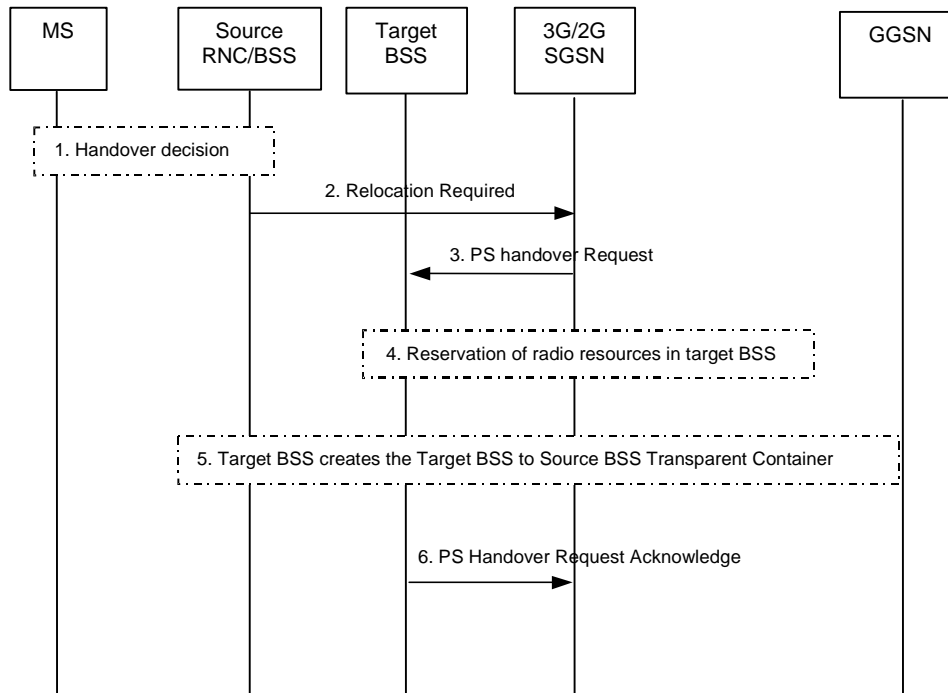 MS
Source
RNC/BSS
Target
BSS
3G/2G
SGSN
GGSN
1. Handover decision
2. Relocation Required
3. PS handover Request
4. Reservation of radio resources in target BSS
5. Target BSS creates the Target BSS to Source BSS Transparent Container
6. PS Handover Request Acknowledge